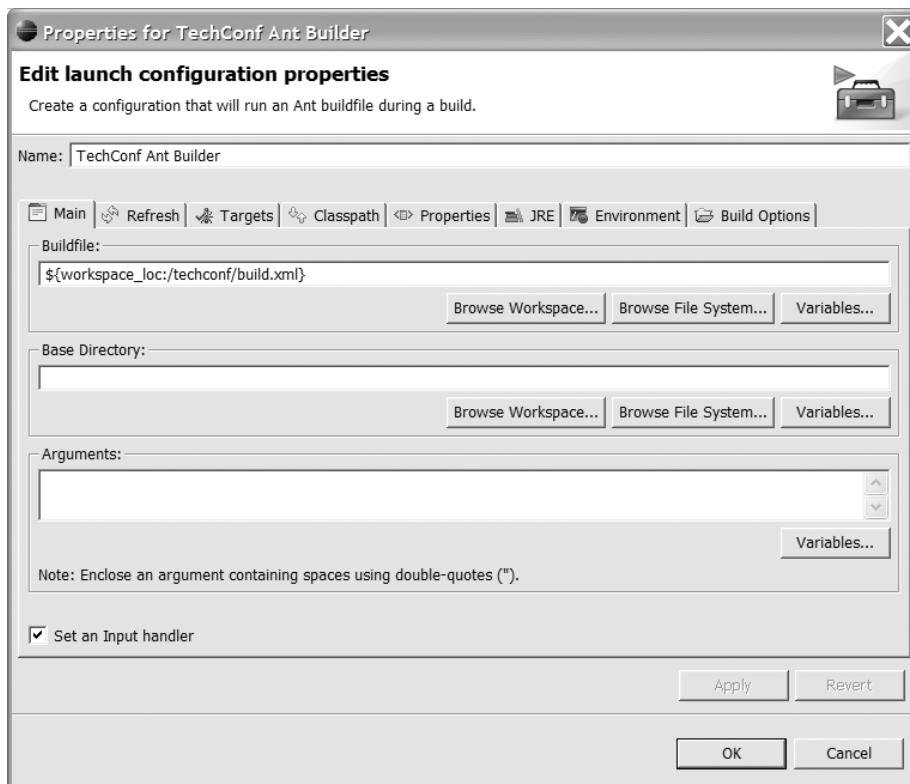 Properties for TechConf Ant Builder
Edit launch configuration properties
Create a configuration that will run an Ant buildfile during a build.
Name: TechConf Ant Builder
Main Refresh Targets Classpath Properties JRE Environment Build Options
Buildfile:
${workspace_loc:/techconf/build.xml}
Browse Workspace... Browse File System... Variables...
Base Directory:
Browse Workspace... Browse File System... Variables...
Arguments:
Variables...
Note: Enclose an argument containing spaces using double-quotes (").
Set an Input handler
Apply Revert
OK Cancel